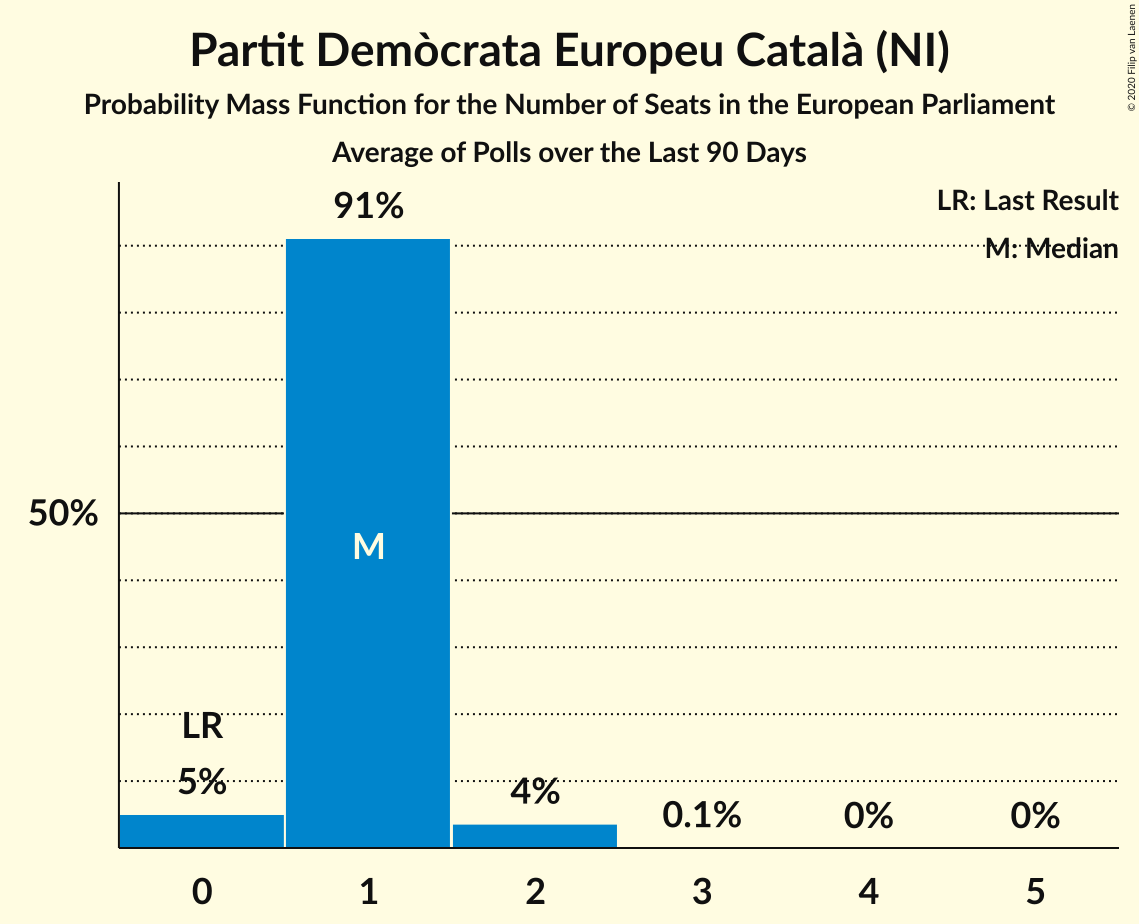 Partit Demòcrata Europeu Català (NI)
Probability Mass Function for the Number of Seats in the European Parliament
Average of Polls over the Last 90 Days
© 2020 Filip van Laenen
LR: Last Result
M: Median
91%
50%
M
LR
5%
4%
0.1%
0%
0%
0 1 2 3 4 5